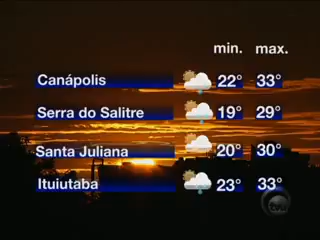 min. max.
Canápolis 22° 33°
Serra do Salitre 19° 29°
Santa Juliana 20° 30°
Ituiutaba 23° 33°